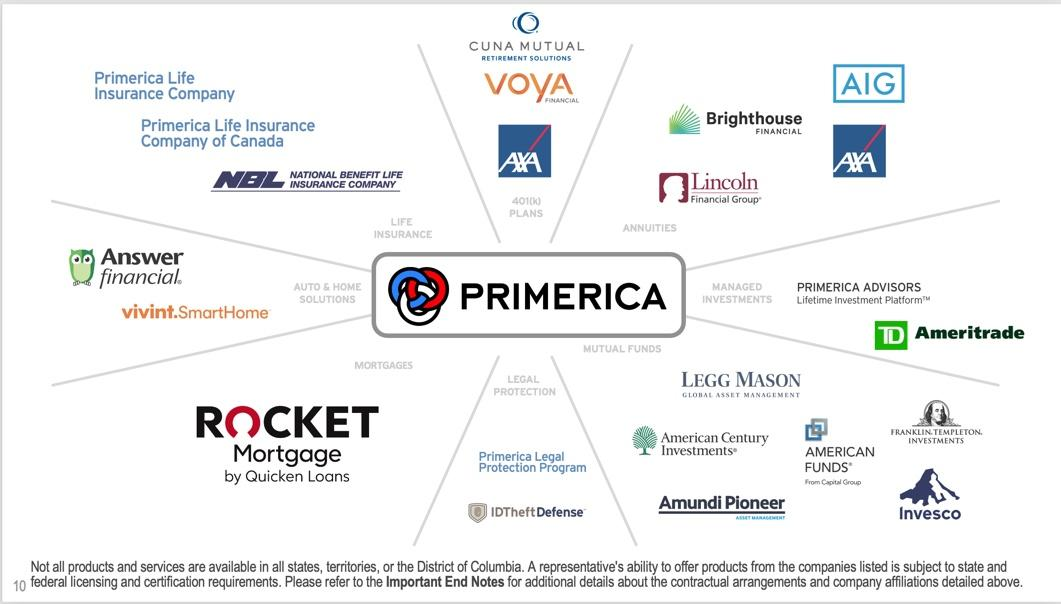 CUNA MUTUAL
RETIREMENT SOLUTIONS
VOYA
FINANCIAL
AXA
401(k)
PLANS
Primerica Life
Insurance Company
Primerica Life Insurance
Company of Canada
NBL NATIONAL BENEFIT LIFE
INSURANCE COMPANY
LIFE
INSURANCE
AIG
Brighthouse
FINANCIAL
AXA
Lincoln
Financial Group®
ANNUITIES
Answer
financial®
vivint.SmartHome
AUTO & HOME
SOLUTIONS
PRIMERICA
MANAGED
INVESTMENTS
PRIMERICA ADVISORS
Lifetime Investment Platform™
TD Ameritrade
MORTGAGES
ROCKET
Mortgage
by Quicken Loans
LEGAL
PROTECTION
Primerica Legal
Protection Program
IDTheftDefense™
MUTUAL FUNDS
LEGG MASON
GLOBAL ASSET MANAGEMENT
American Century
Investments®
AMERICAN
FUNDS®
From Capital Group
FRANKLIN TEMPLETON
INVESTMENTS
Amundi Pioneer
ASSET MANAGEMENT
Invesco
Not all products and services are available in all states, territories, or the District of Columbia. A representative's ability to offer products from the companies listed is subject to state and
10 federal licensing and certification requirements. Please refer to the Important End Notes for additional details about the contractual arrangements and company affiliations detailed above.